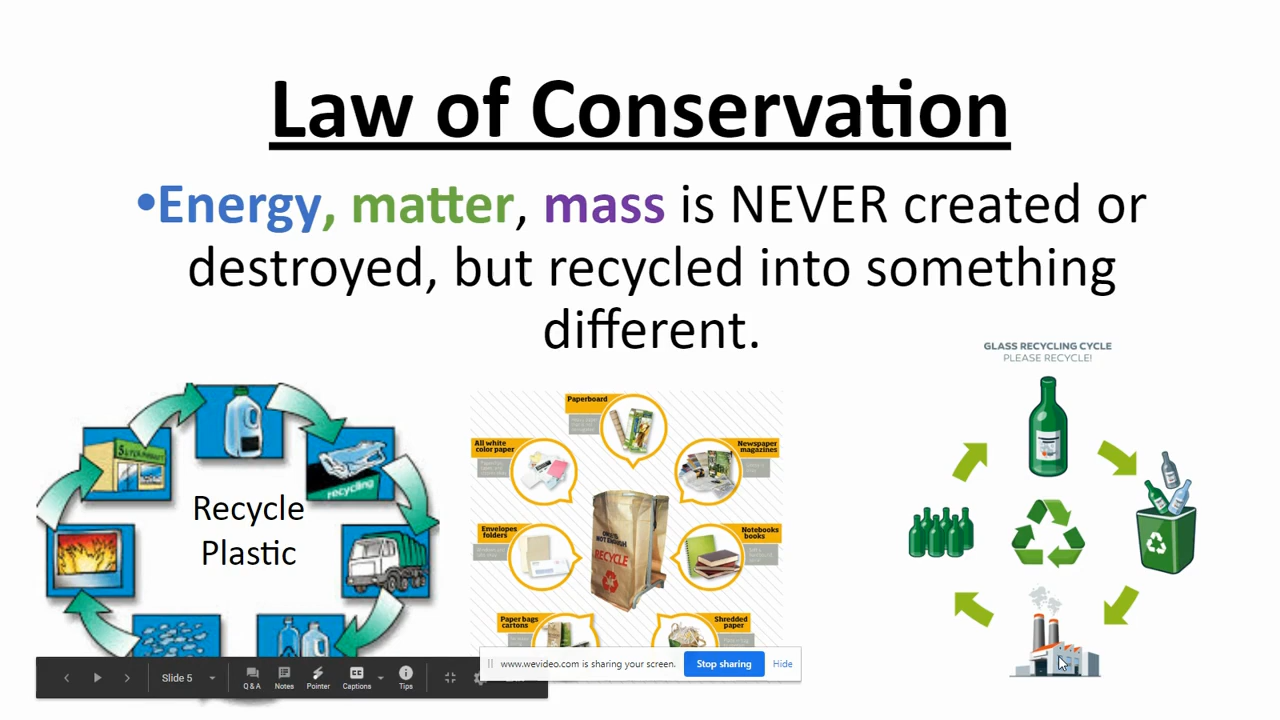 Law of Conservation
•Energy, matter, mass is NEVER created or
destroyed, but recycled into something
different.
GLASS RECYCLING CYCLE
PLEASE RECYCLE!
Recycle
Plastic
recycling
Paperboard
All white
color paper
Newspaper
magazines
Envelopes
folders
Notebooks
books
RECYCLE
Paper bags
cartons
Shredded
paper
www.wevideo.com is sharing your screen.
Stop sharing
Hide
Slide 5
Q & A
Notes
Pointer
Captions
Tips